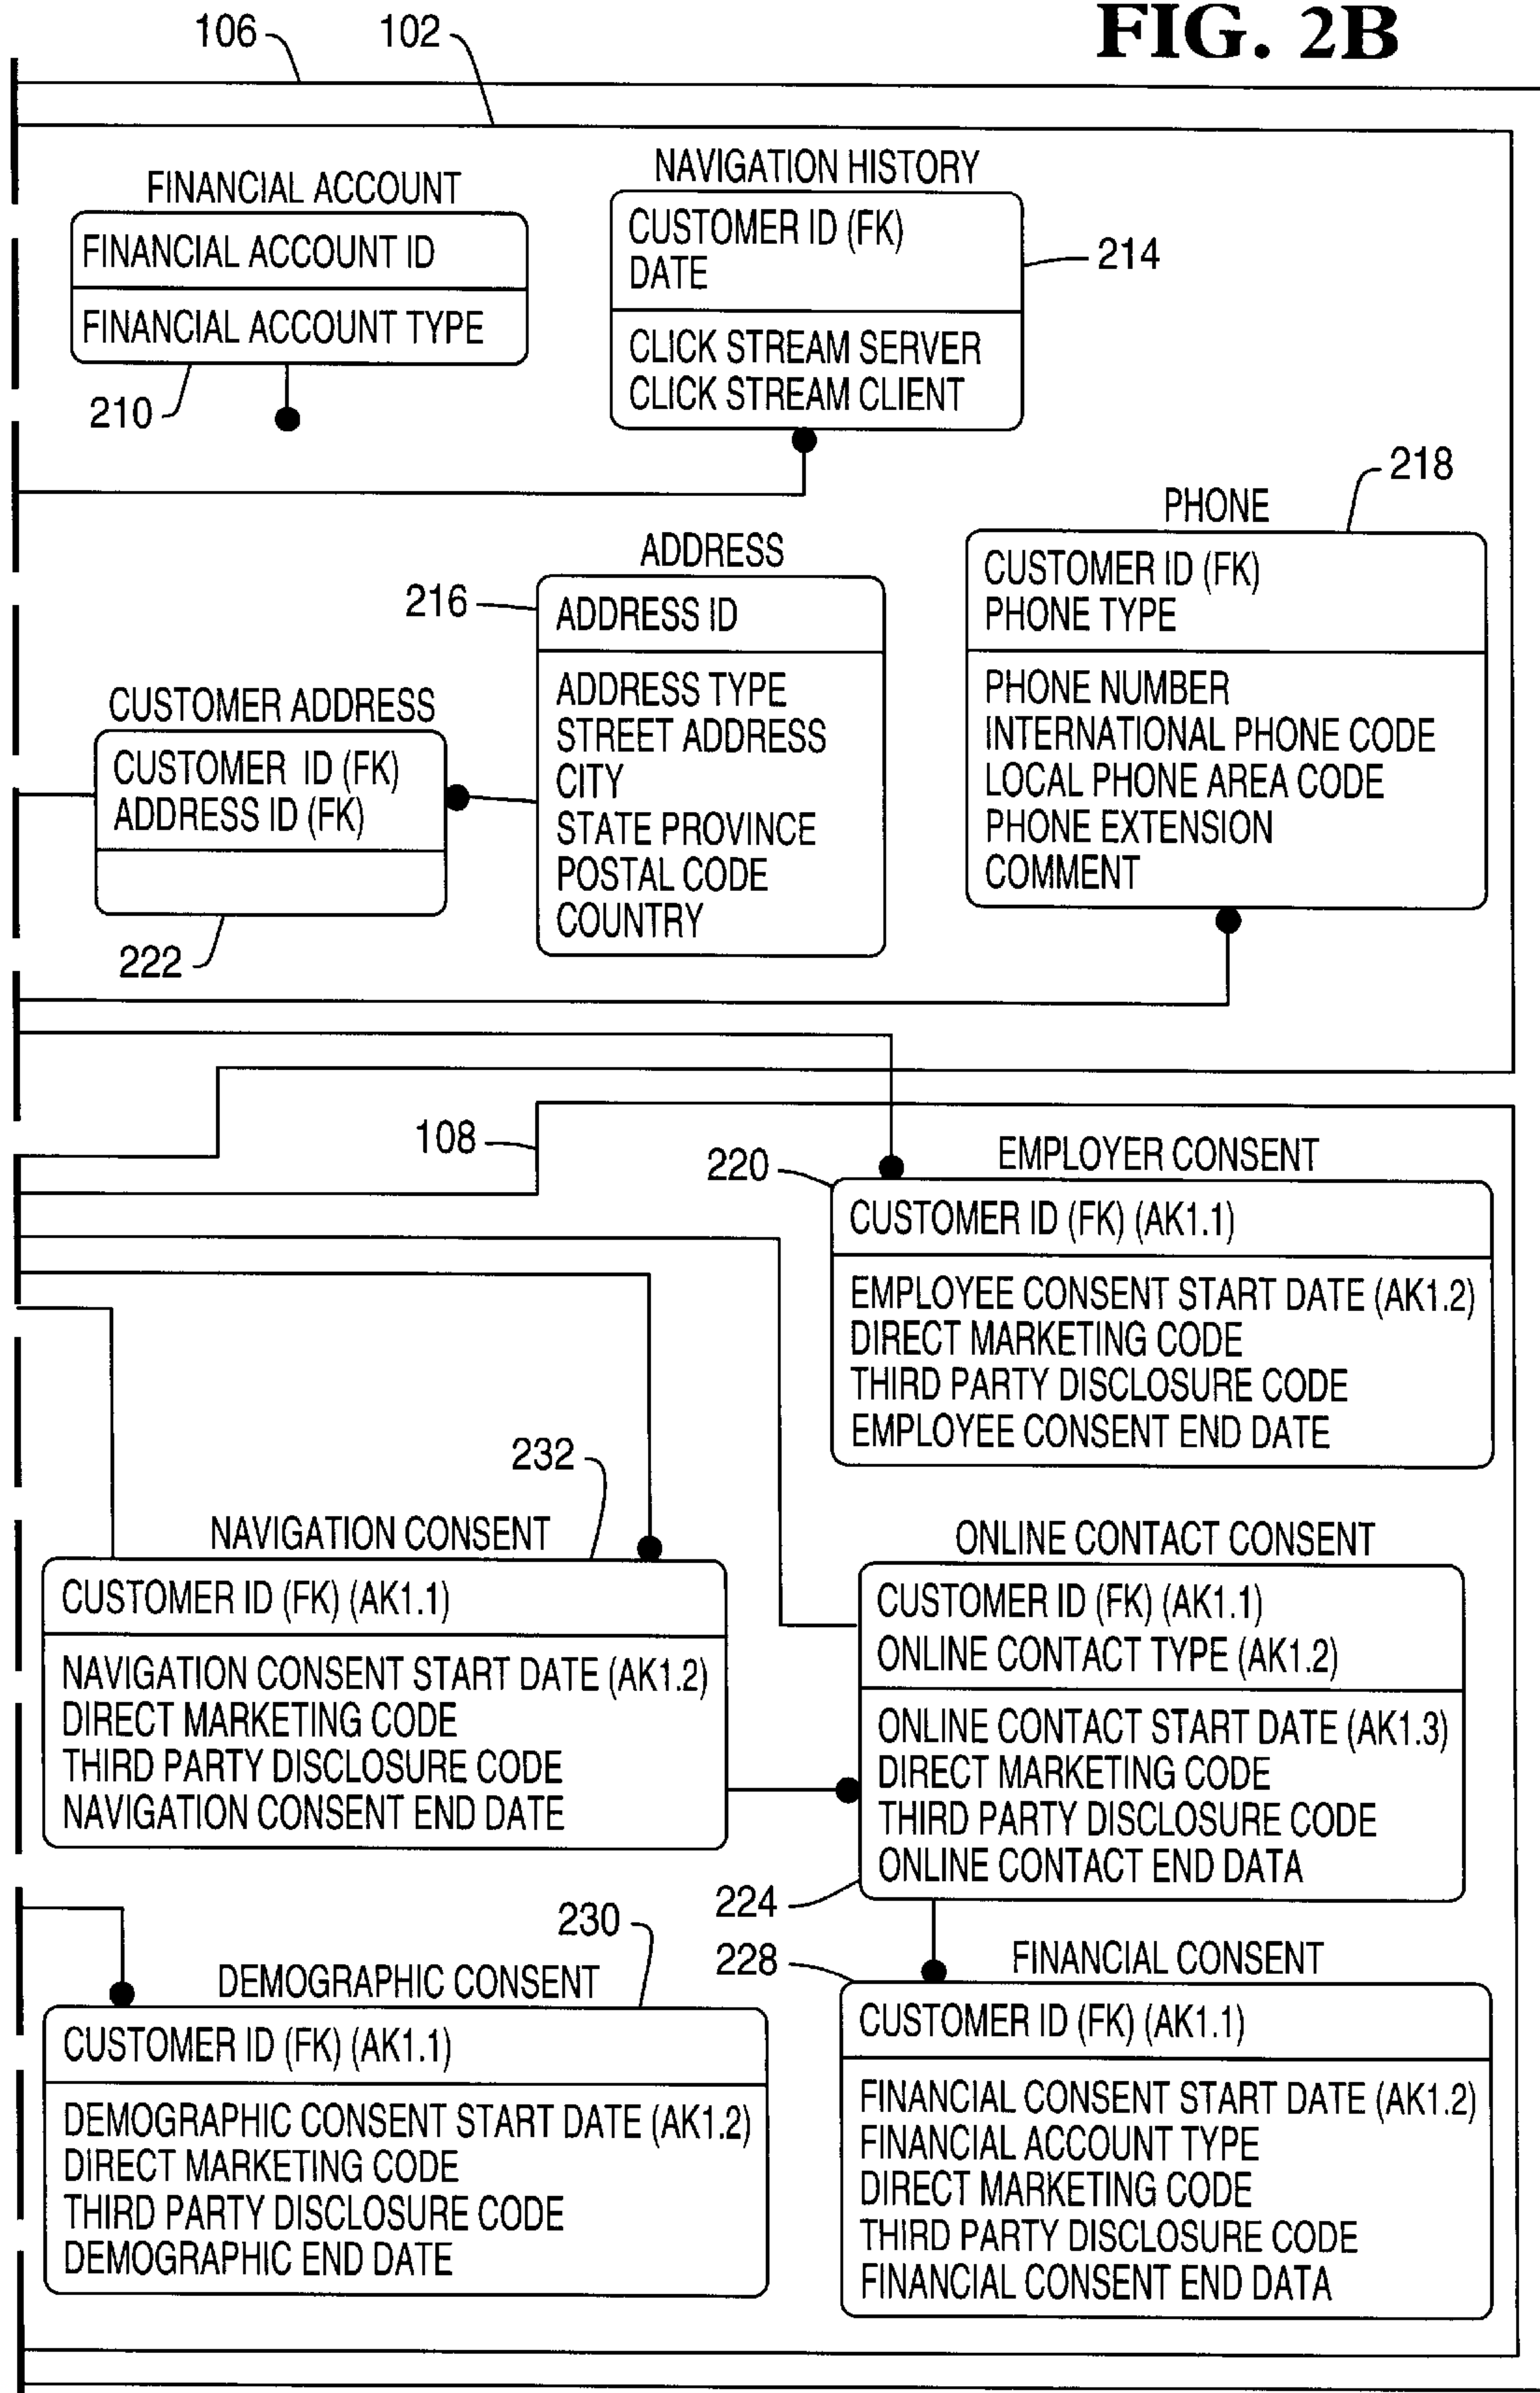 FIG. 2B
106
102
FINANCIAL ACCOUNT
FINANCIAL ACCOUNT ID
FINANCIAL ACCOUNT TYPE
210
NAVIGATION HISTORY
CUSTOMER ID (FK)
DATE
CLICK STREAM SERVER
CLICK STREAM CLIENT
214
218
PHONE
CUSTOMER ID (FK)
PHONE TYPE
PHONE NUMBER
INTERNATIONAL PHONE CODE
LOCAL PHONE AREA CODE
PHONE EXTENSION
COMMENT
ADDRESS
216
ADDRESS ID
ADDRESS TYPE
STREET ADDRESS
CITY
STATE PROVINCE
POSTAL CODE
COUNTRY
CUSTOMER ADDRESS
CUSTOMER ID (FK)
ADDRESS ID (FK)
222
108
220
EMPLOYER CONSENT
CUSTOMER ID (FK) (AK1.1)
EMPLOYEE CONSENT START DATE (AK1.2)
DIRECT MARKETING CODE
THIRD PARTY DISCLOSURE CODE
EMPLOYEE CONSENT END DATE
232
NAVIGATION CONSENT
CUSTOMER ID (FK) (AK1.1)
NAVIGATION CONSENT START DATE (AK1.2)
DIRECT MARKETING CODE
THIRD PARTY DISCLOSURE CODE
NAVIGATION CONSENT END DATE
ONLINE CONTACT CONSENT
CUSTOMER ID (FK) (AK1.1)
ONLINE CONTACT TYPE (AK1.2)
ONLINE CONTACT START DATE (AK1.3)
DIRECT MARKETING CODE
THIRD PARTY DISCLOSURE CODE
ONLINE CONTACT END DATA
224
230
DEMOGRAPHIC CONSENT
CUSTOMER ID (FK) (AK1.1)
DEMOGRAPHIC CONSENT START DATE (AK1.2)
DIRECT MARKETING CODE
THIRD PARTY DISCLOSURE CODE
DEMOGRAPHIC END DATE
228
FINANCIAL CONSENT
CUSTOMER ID (FK) (AK1.1)
FINANCIAL CONSENT START DATE (AK1.2)
FINANCIAL ACCOUNT TYPE
DIRECT MARKETING CODE
THIRD PARTY DISCLOSURE CODE
FINANCIAL CONSENT END DATA